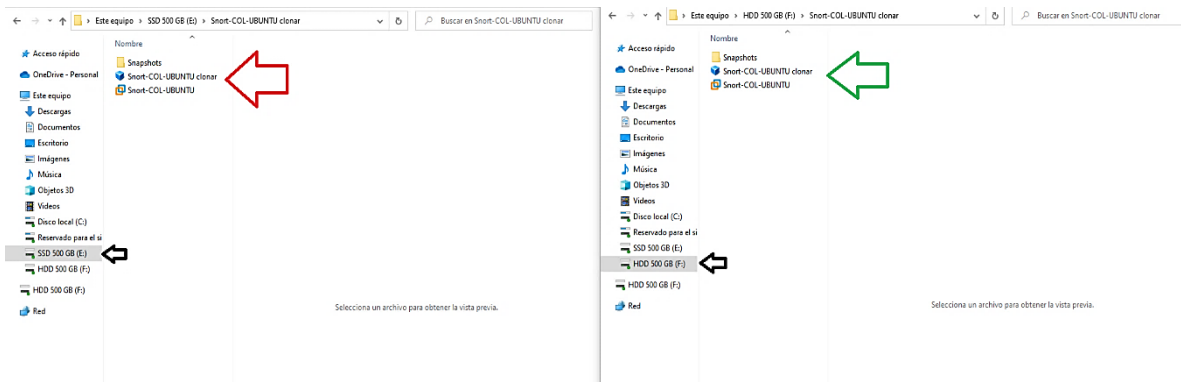 Este equipo > SSD 500 GB (E:) > Snort-COL-UBUNTU clonar
Buscar en Snort-COL-UBUNTU clonar
Nombre
Acceso rápido
Snapshots
OneDrive - Personal
Snort-COL-UBUNTU clonar
Snort-COL-UBUNTU
Este equipo
Descargas
Documentos
Escritorio
Imágenes
Música
Objetos 3D
Videos
Disco local (C:)
Reservado para el si
SSD 500 GB (E:)
HDD 500 GB (F:)
HDD 500 GB (F:)
Red
Selecciona un archivo para obtener la vista previa.
Este equipo > HDD 500 GB (F:) > Snort-COL-UBUNTU clonar
Buscar en Snort-COL-UBUNTU clonar
Nombre
Acceso rápido
Snapshots
OneDrive - Personal
Snort-COL-UBUNTU clonar
Snort-COL-UBUNTU
Este equipo
Descargas
Documentos
Escritorio
Imágenes
Música
Objetos 3D
Videos
Disco local (C:)
Reservado para el si
SSD 500 GB (E:)
HDD 500 GB (F:)
HDD 500 GB (F:)
Red
Selecciona un archivo para obtener la vista previa.